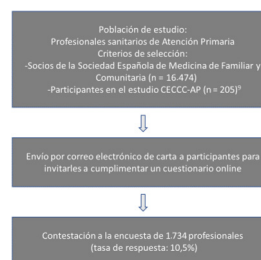 Población de estudio:
Profesionales sanitarios de Atención Primaria
Criterios de selección:
-Socios de la Sociedad Española de Medicina de Familiar y
Comunitaria (n = 16.474)
-Participantes en el estudio CECCC-AP (n = 205)⁹
Envío por correo electrónico de carta a participantes para
invitarles a cumplimentar un cuestionario online
Contestación a la encuesta de 1.734 profesionales
(tasa de respuesta: 10,5%)